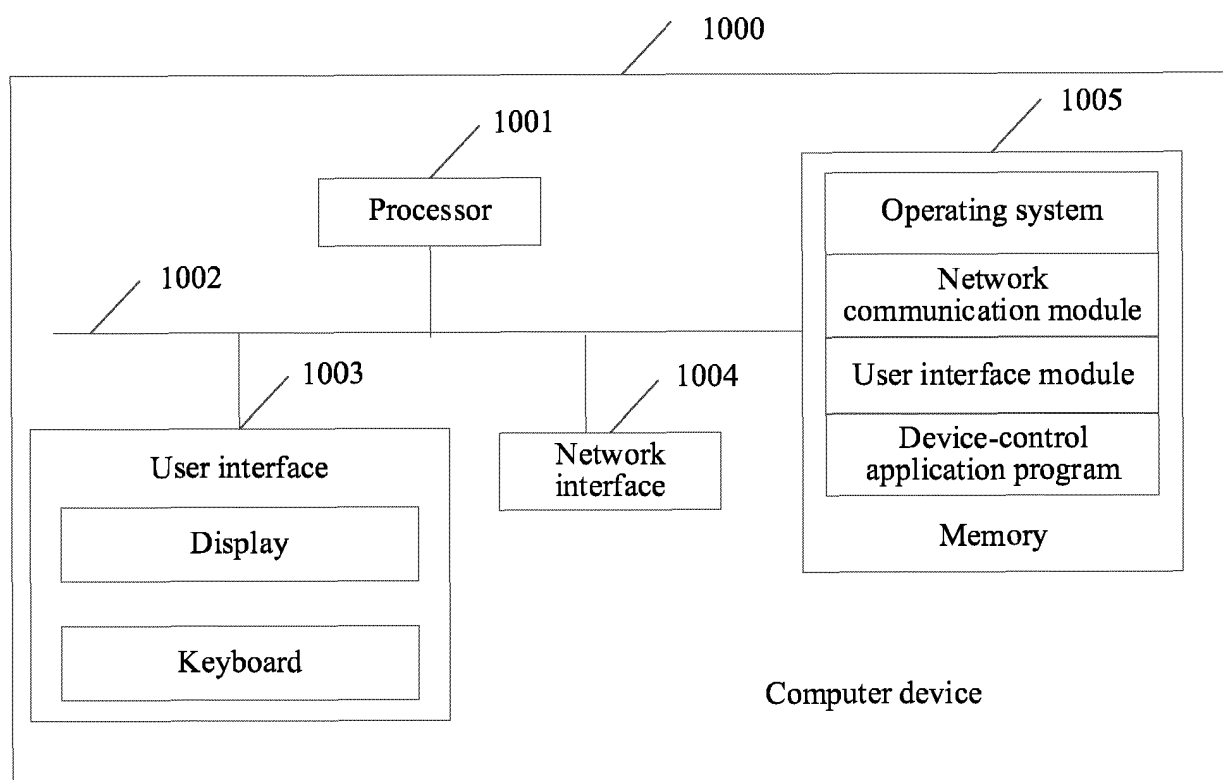 1000
1001
1005
Processor
Operating system
1002
Network
communication module
1003
1004
User interface module
User interface
Network
interface
Device-control
application program
Display
Memory
Keyboard
Computer device